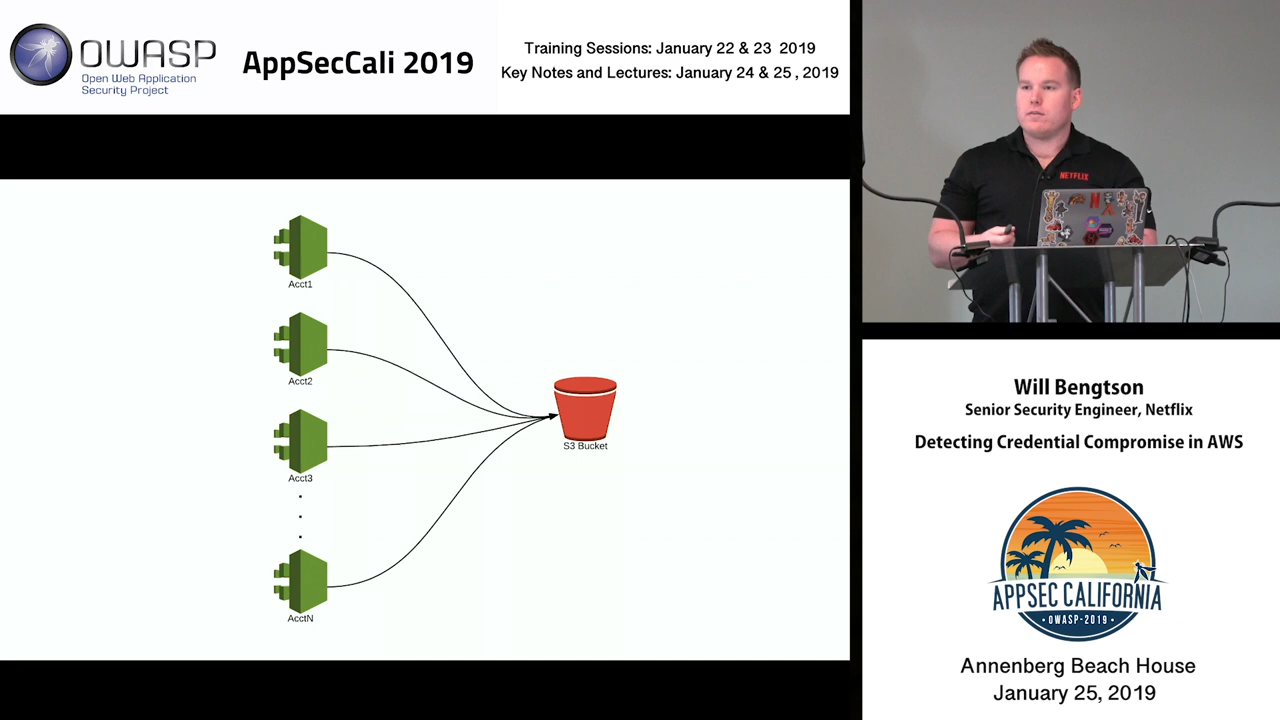 OWASP
Open Web Application
Security Project
AppSecCali 2019
Training Sessions: January 22 & 23 2019
Key Notes and Lectures: January 24 & 25 , 2019
Acct1
Acct2
Acct3
AcctN
S3 Bucket
NETFLIX
Will Bengtson
Senior Security Engineer, Netflix
Detecting Credential Compromise in AWS
APPSEC CALIFORNIA
• OWASP-2019 •
Annenberg Beach House
January 25, 2019